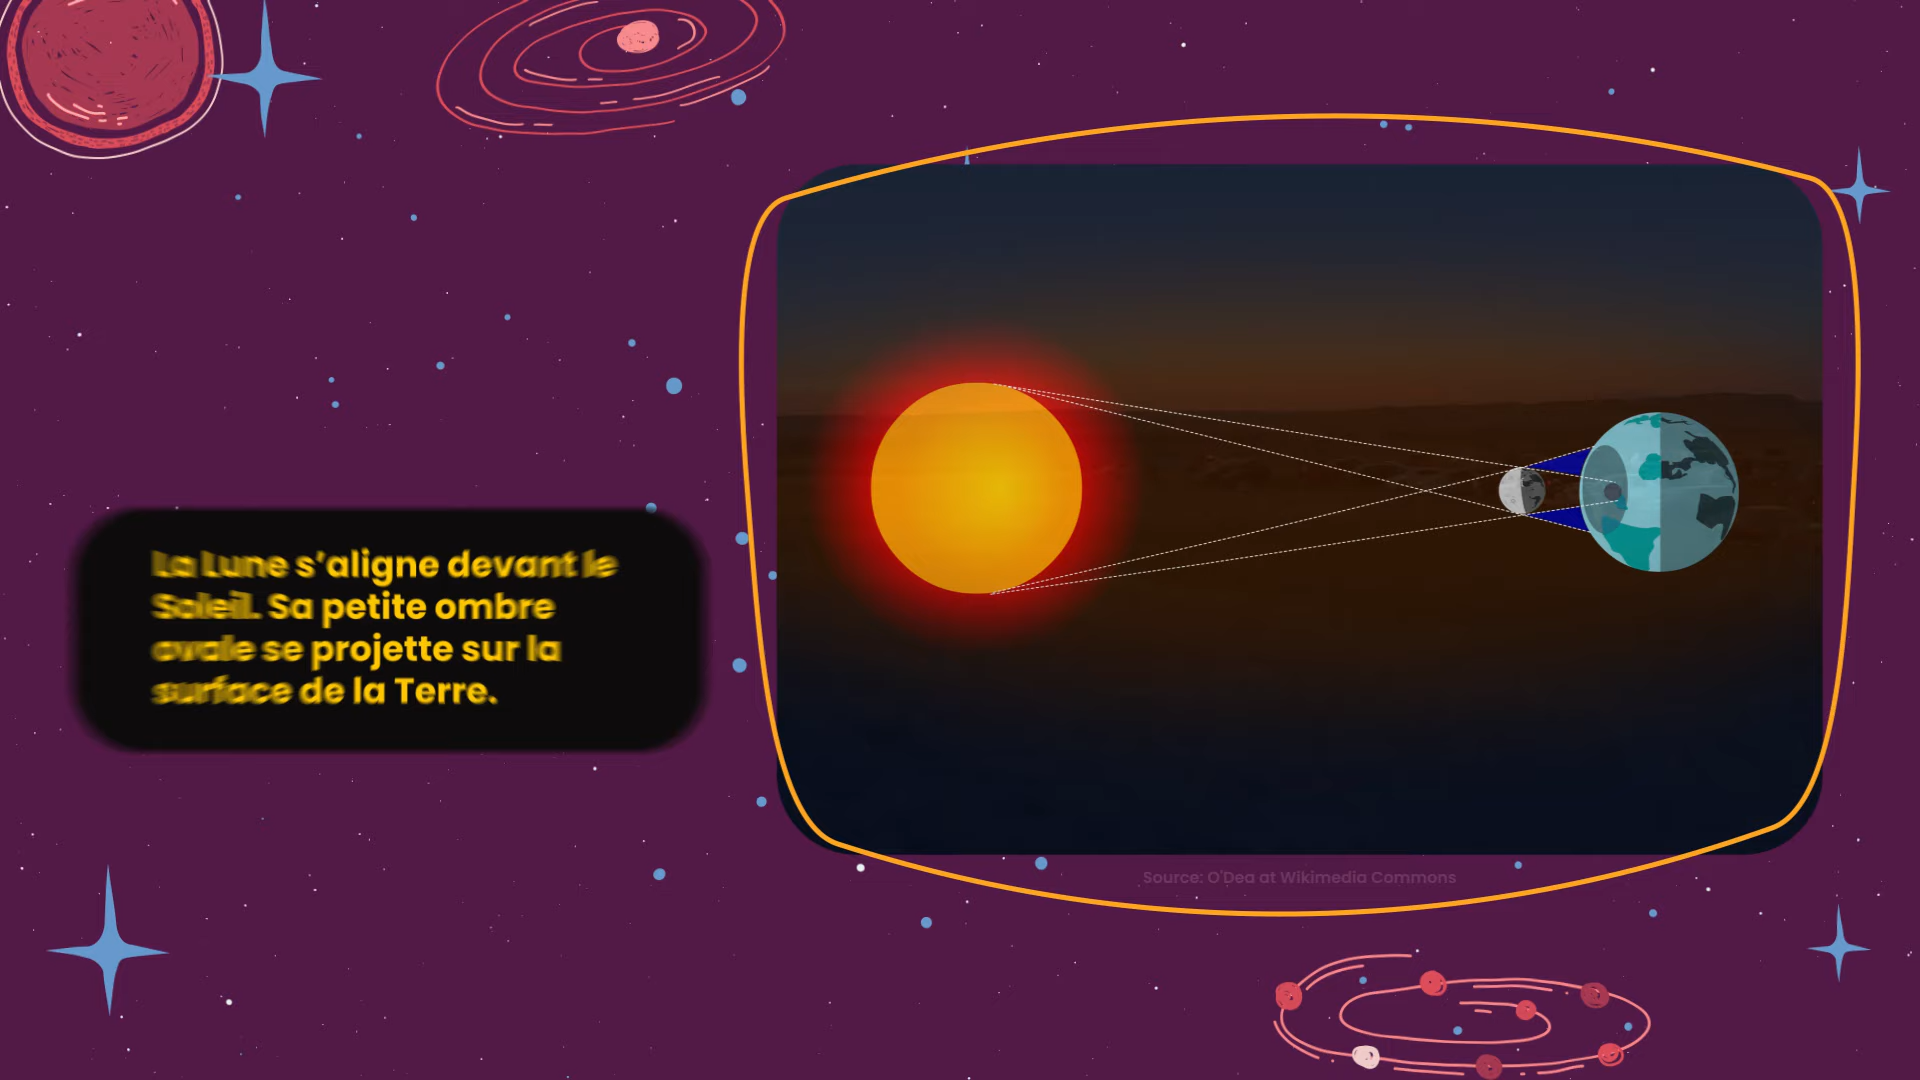 La Lune s’aligne devant le
Soleil. Sa petite ombre
ovale se projette sur la
surface de la Terre.
Source: O'Dea at Wikimedia Commons